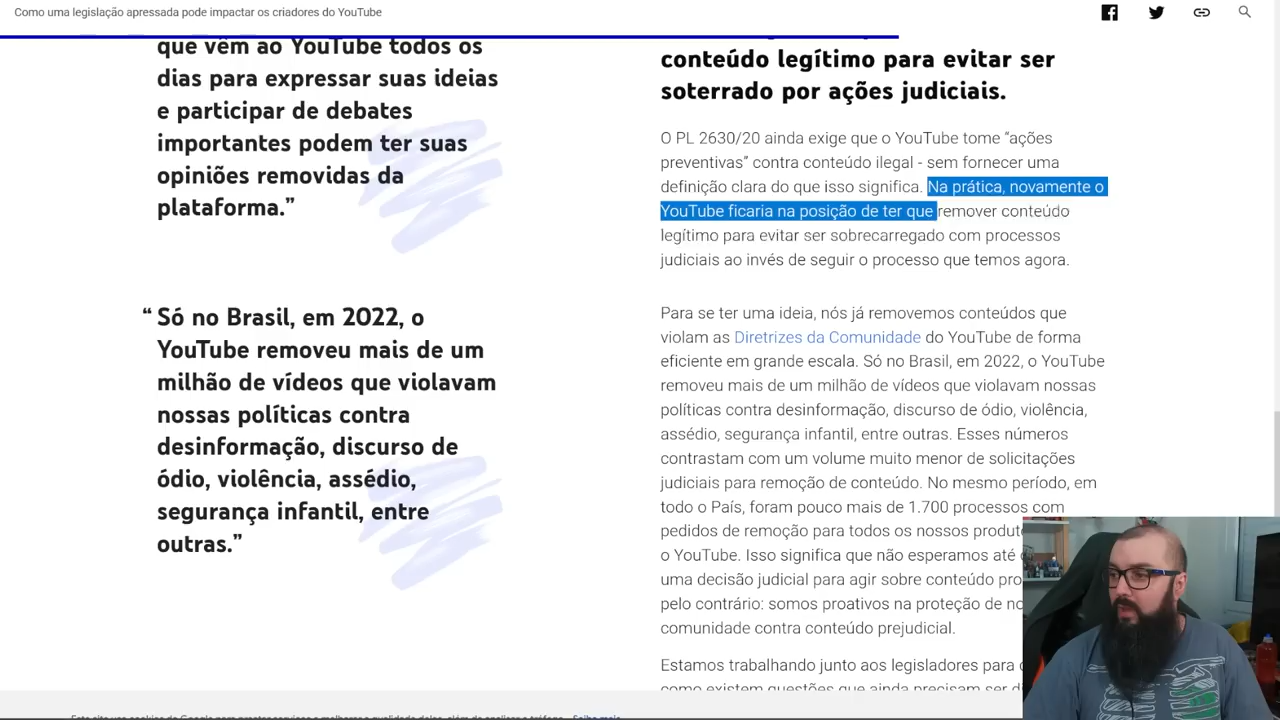 Como uma legislação apressada pode impactar os criadores do YouTube
que vêm ao YouTube todos os
dias para expressar suas ideias
e participar de debates
importantes podem ter suas
opiniões removidas da
plataforma.”
“ Só no Brasil, em 2022, o
YouTube removeu mais de um
milhão de vídeos que violavam
nossas políticas contra
desinformação, discurso de
ódio, violência, assédio,
segurança infantil, entre
outras.”
conteúdo legítimo para evitar ser
soterrado por ações judiciais.
O PL 2630/20 ainda exige que o YouTube tome “ações
preventivas” contra conteúdo ilegal - sem fornecer uma
definição clara do que isso significa. Na prática, novamente o
YouTube ficaria na posição de ter que remover conteúdo
legítimo para evitar ser sobrecarregado com processos
judiciais ao invés de seguir o processo que temos agora.
Para se ter uma ideia, nós já removemos conteúdos que
violam as Diretrizes da Comunidade do YouTube de forma
eficiente em grande escala. Só no Brasil, em 2022, o YouTube
removeu mais de um milhão de vídeos que violavam nossas
políticas contra desinformação, discurso de ódio, violência,
assédio, segurança infantil, entre outras. Esses números
contrastam com um volume muito menor de solicitações
judiciais para remoção de conteúdo. No mesmo período, em
todo o País, foram pouco mais de 1.700 processos com
pedidos de remoção para todos os nossos
o YouTube. Isso significa que não esperamos até
uma decisão judicial para agir sobre conteúdo
pelo contrário: somos proativos na proteção de
comunidade contra conteúdo prejudicial.
Estamos trabalhando junto aos legisladores para
como existem questões que ainda precisam ser